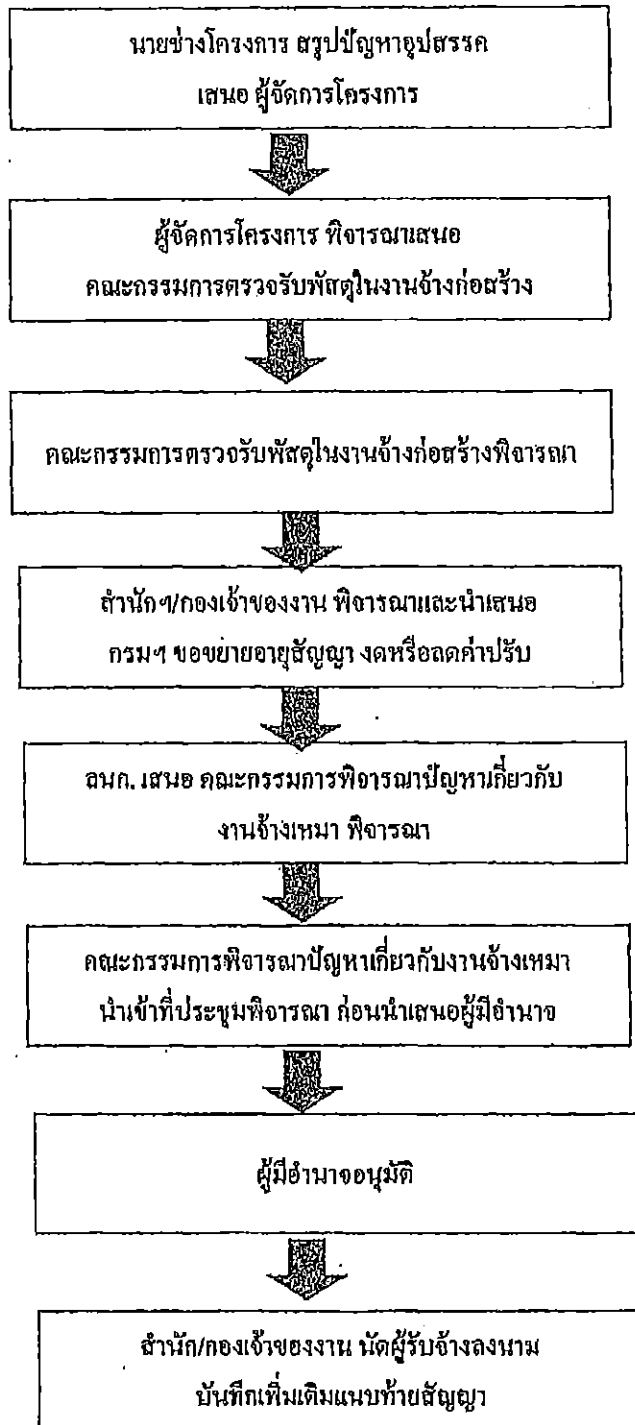 นายช่างโครงการ สรุปปัญหาอุปสรรค
เสนอ ผู้จัดการโครงการ
ผู้จัดการโครงการ พิจารณาเสนอ
คณะกรรมการตรวจรับพัสดุในงานจ้างก่อสร้าง
คณะกรรมการตรวจรับพัสดุในงานจ้างก่อสร้างพิจารณา
สำนักฯ/กองเจ้าของงาน พิจารณาและนำเสนอ
กรมฯ ขอขยายอายุสัญญา งดหรือลดค่าปรับ
ลนก. เสนอ คณะกรรมการพิจารณาปัญหาเกี่ยวกับ
งานจ้างเหมา พิจารณา
คณะกรรมการพิจารณาปัญหาเกี่ยวกับงานจ้างเหมา
นำเข้าที่ประชุมพิจารณา ก่อนนำเสนอผู้มีอำนาจ
ผู้มีอำนาจอนุมัติ
สำนัก/กองเจ้าของงาน นัดผู้รับจ้างลงนาม
บันทึกเพิ่มเติมแนบท้ายสัญญา